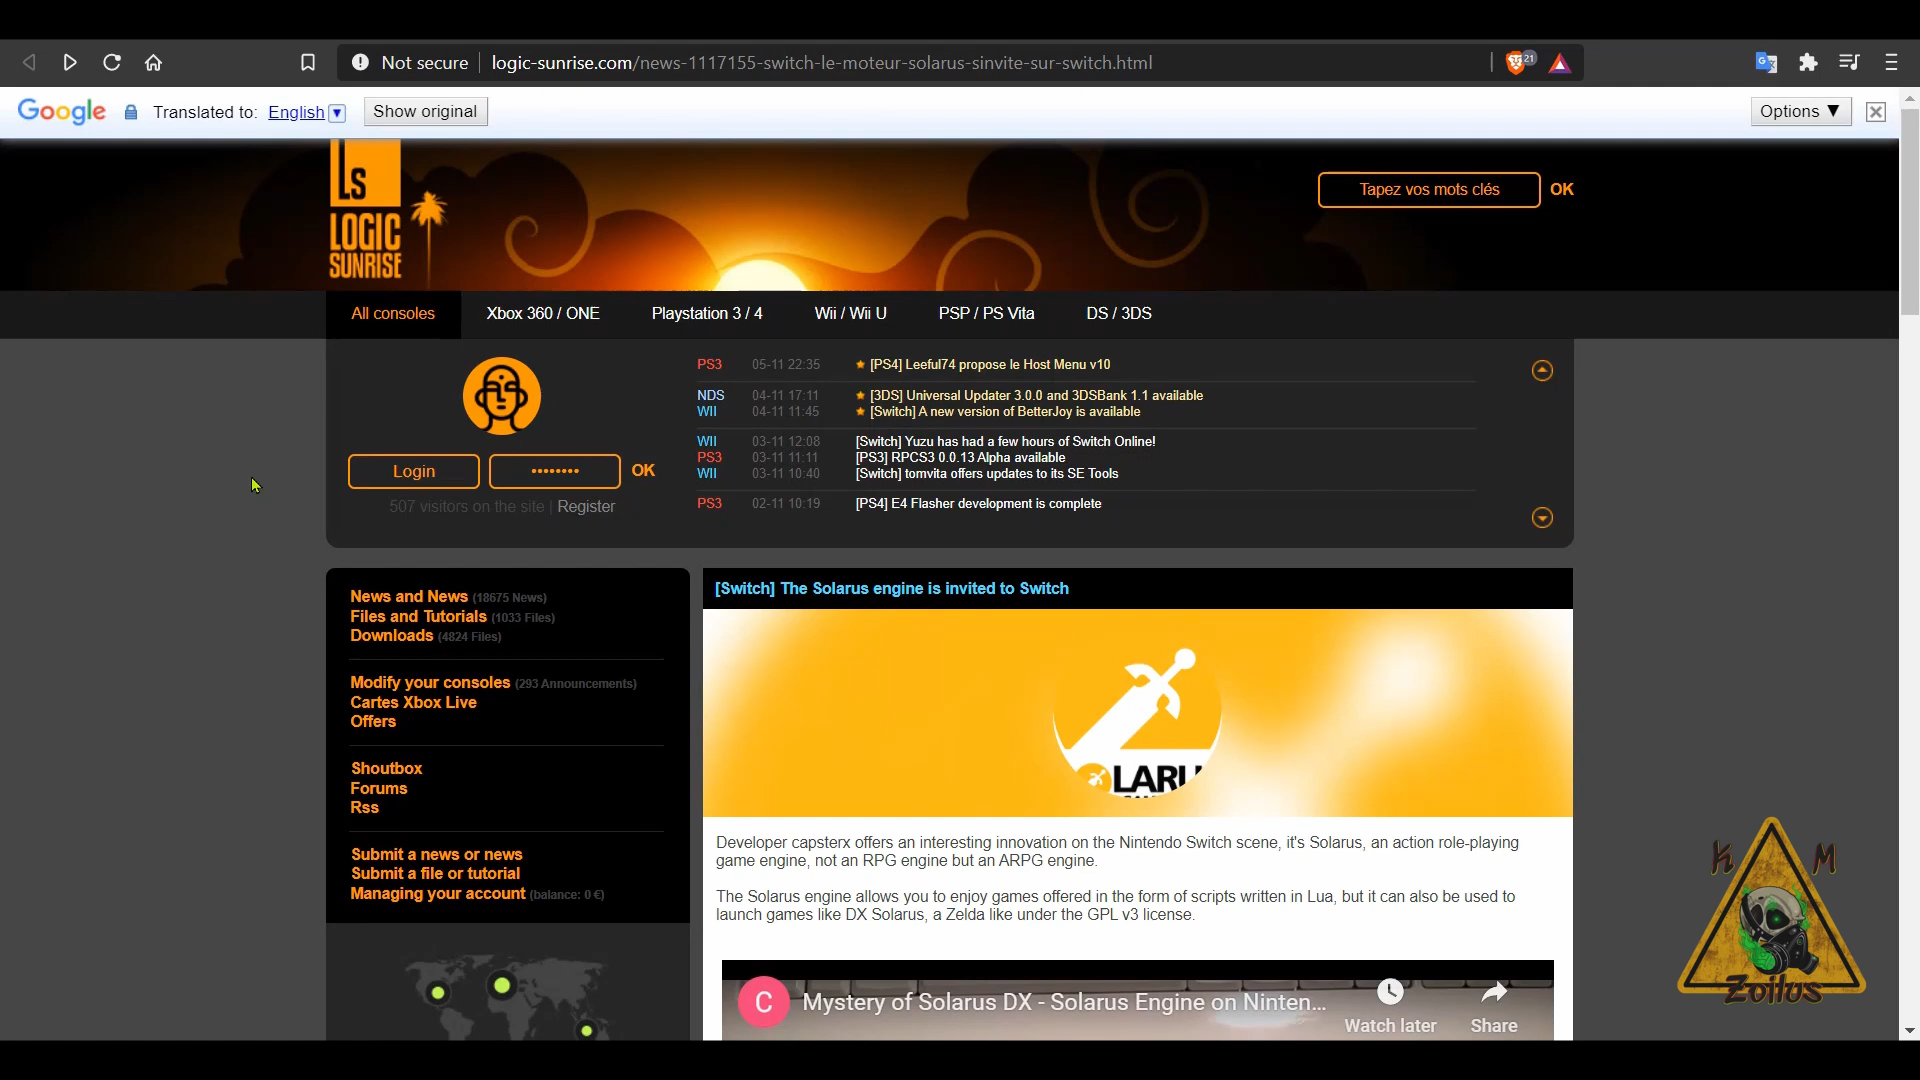 Not secure
logic-sunrise.com/news-1117155-switch-le-moteur-solarus-sinvite-sur-switch.html
21
Google
Translated to: English
Show original
Options ▼
Ls
LOGIC
SUNRISE
Tapez vos mots clés
OK
All consoles
Xbox 360 / ONE
Playstation 3 / 4
Wii / Wii U
PSP / PS Vita
DS / 3DS
Login
••••••••
OK
507 visitors on the site | Register
PS3 05-11 22:35 [PS4] Leeful74 propose le Host Menu v10
NDS 04-11 17:11 [3DS] Universal Updater 3.0.0 and 3DSBank 1.1 available
WII 04-11 11:45 [Switch] A new version of BetterJoy is available
WII 03-11 12:08 [Switch] Yuzu has had a few hours of Switch Online!
PS3 03-11 11:11 [PS3] RPCS3 0.0.13 Alpha available
WII 03-11 10:40 [Switch] tomvita offers updates to its SE Tools
PS3 02-11 10:19 [PS4] E4 Flasher development is complete
News and News (18675 News)
Files and Tutorials (1033 Files)
Downloads (4824 Files)
Modify your consoles (293 Announcements)
Cartes Xbox Live
Offers
Shoutbox
Forums
Rss
Submit a news or news
Submit a file or tutorial
Managing your account (balance: 0 €)
[Switch] The Solarus engine is invited to Switch
LARU
Developer capsterx offers an interesting innovation on the Nintendo Switch scene, it's Solarus, an action role-playing
game engine, not an RPG engine but an ARPG engine.
The Solarus engine allows you to enjoy games offered in the form of scripts written in Lua, but it can also be used to
launch games like DX Solarus, a Zelda like under the GPL v3 license.
C
Mystery of Solarus DX - Solarus Engine on Ninten...
Watch later
Share
K M
Zoilus